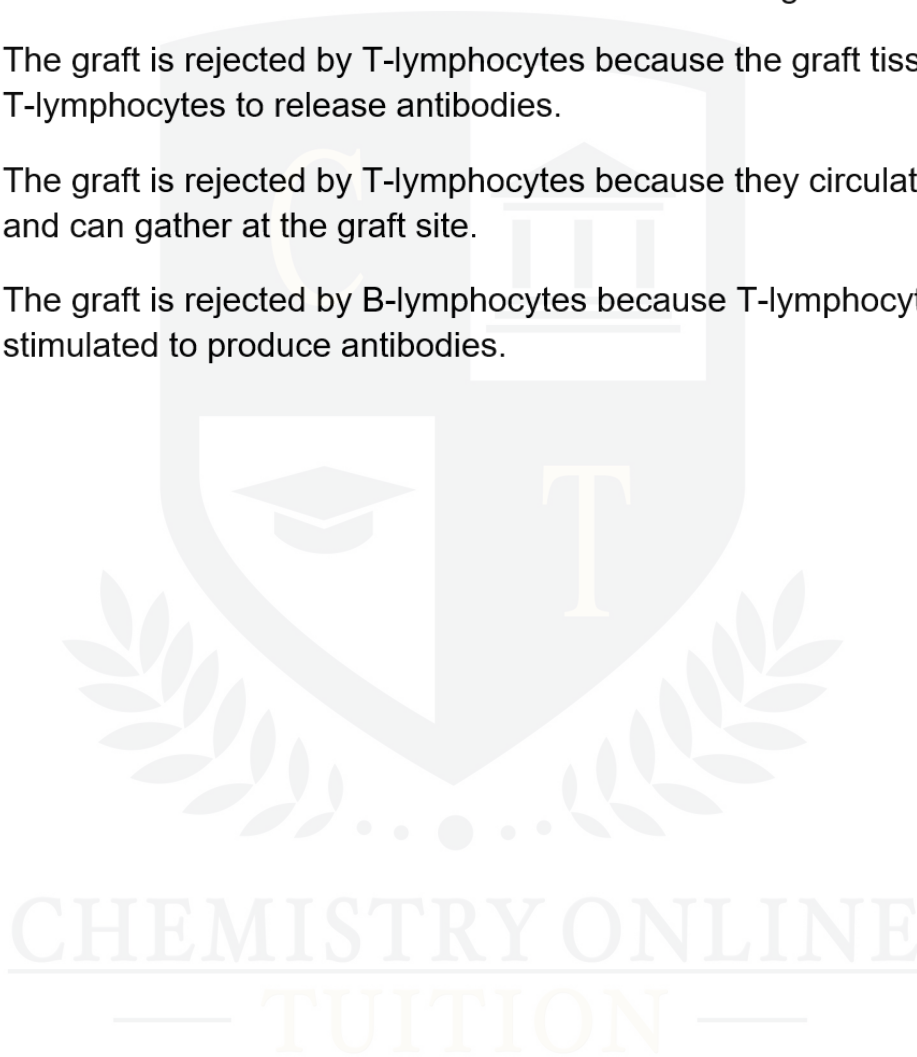 The graft is rejected by T-lymphocytes because the graft tiss
T-lymphocytes to release antibodies.
The graft is rejected by T-lymphocytes because they circulat
and can gather at the graft site.
The graft is rejected by B-lymphocytes because T-lymphocyt
stimulated to produce antibodies.
C
T
CHEMISTRY ONLINE
TUITION